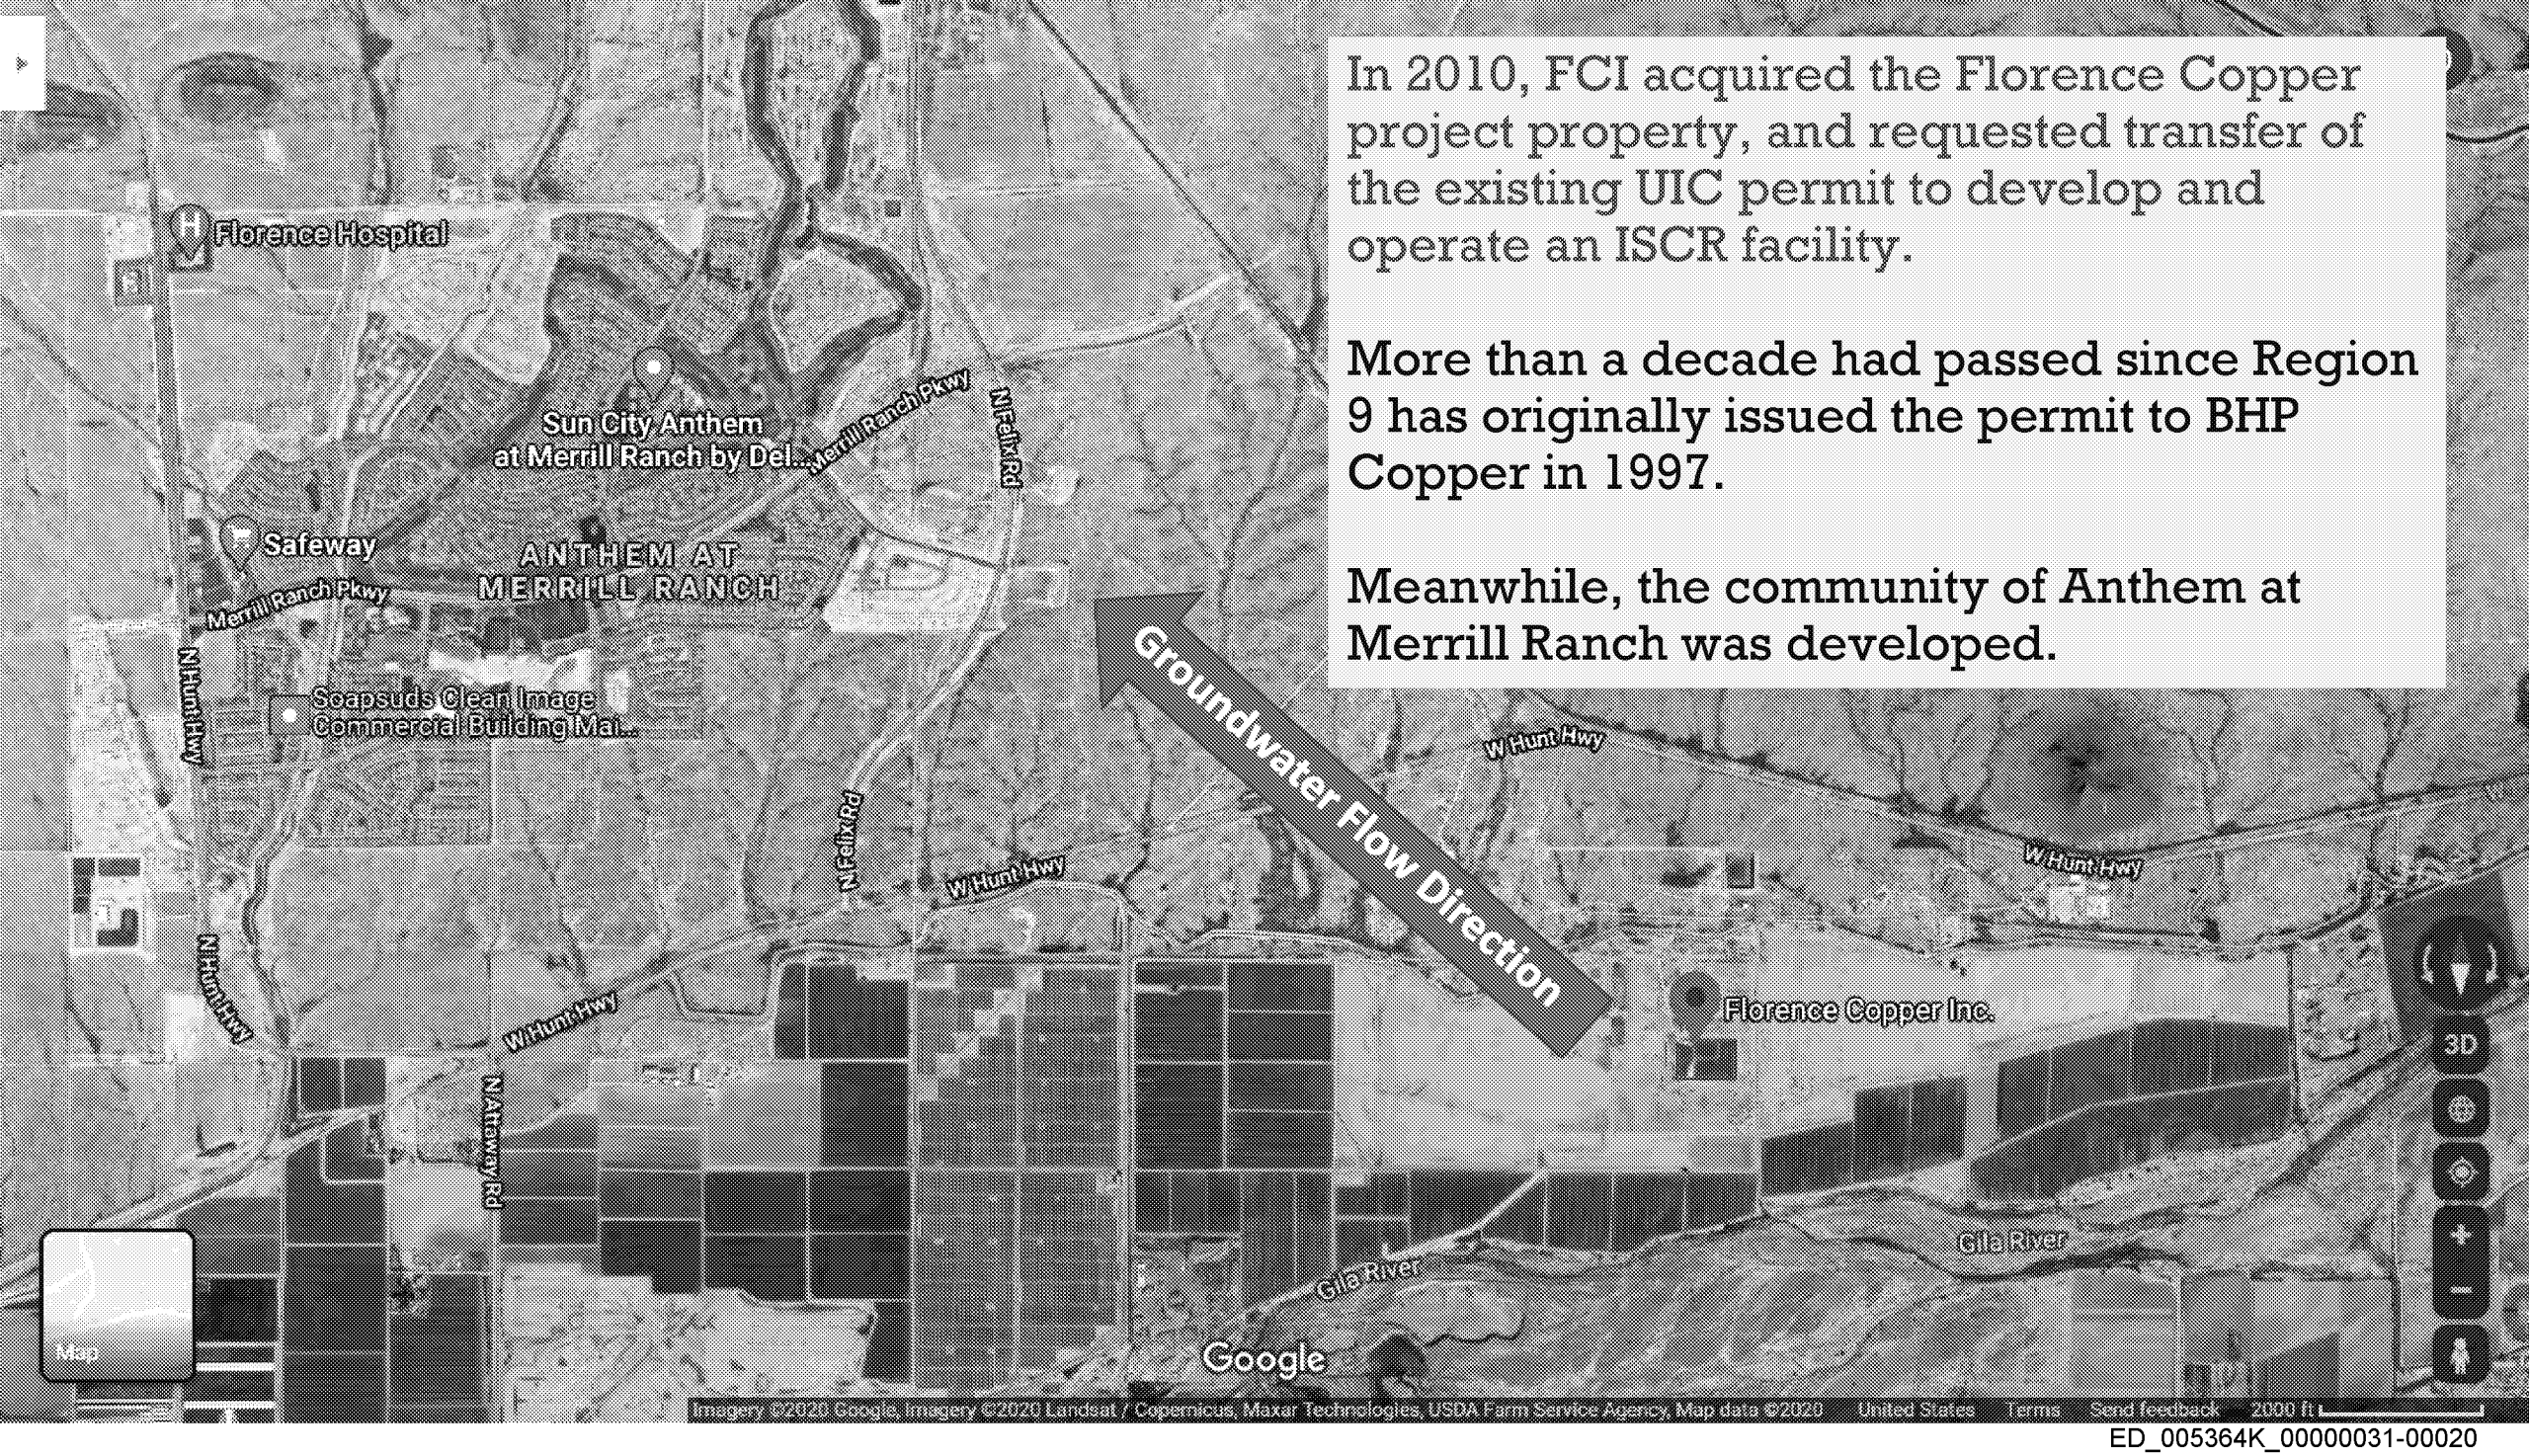 In 2010, FCI acquired the Florence Copper
project property, and requested transfer of
the existing UIC permit to develop and
operate an ISCR facility.
More than a decade had passed since Region
9 has originally issued the permit to BHP
Copper in 1997.
Meanwhile, the community of Anthem at
Merrill Ranch was developed.
Florence Hospital
Sun City Anthem
at Merrill Ranch by Del...
Merrill Ranch Pkwy
N Felix Rd
Safeway
ANTHEM AT
MERRILL RANCH
Merrill Ranch Pkwy
N Hunt Hwy
Soapsuds Clean Image
Commercial Building Mai...
Groundwater Flow Direction
W Hunt Hwy
W
N Felix Rd
W Hunt Hwy
W Hunt Hwy
N Hunt Hwy
W Hunt Hwy
Florence Copper Inc.
3D
N Attaway Rd
Gila River
Gila River
Map
Google
Imagery ©2020 Google, Imagery ©2020 Landsat / Copernicus, Maxar Technologies, USDA Farm Service Agency, Map data ©2020 United States Terms Send feedback 2000 ft
ED_005364K_00000031-00020